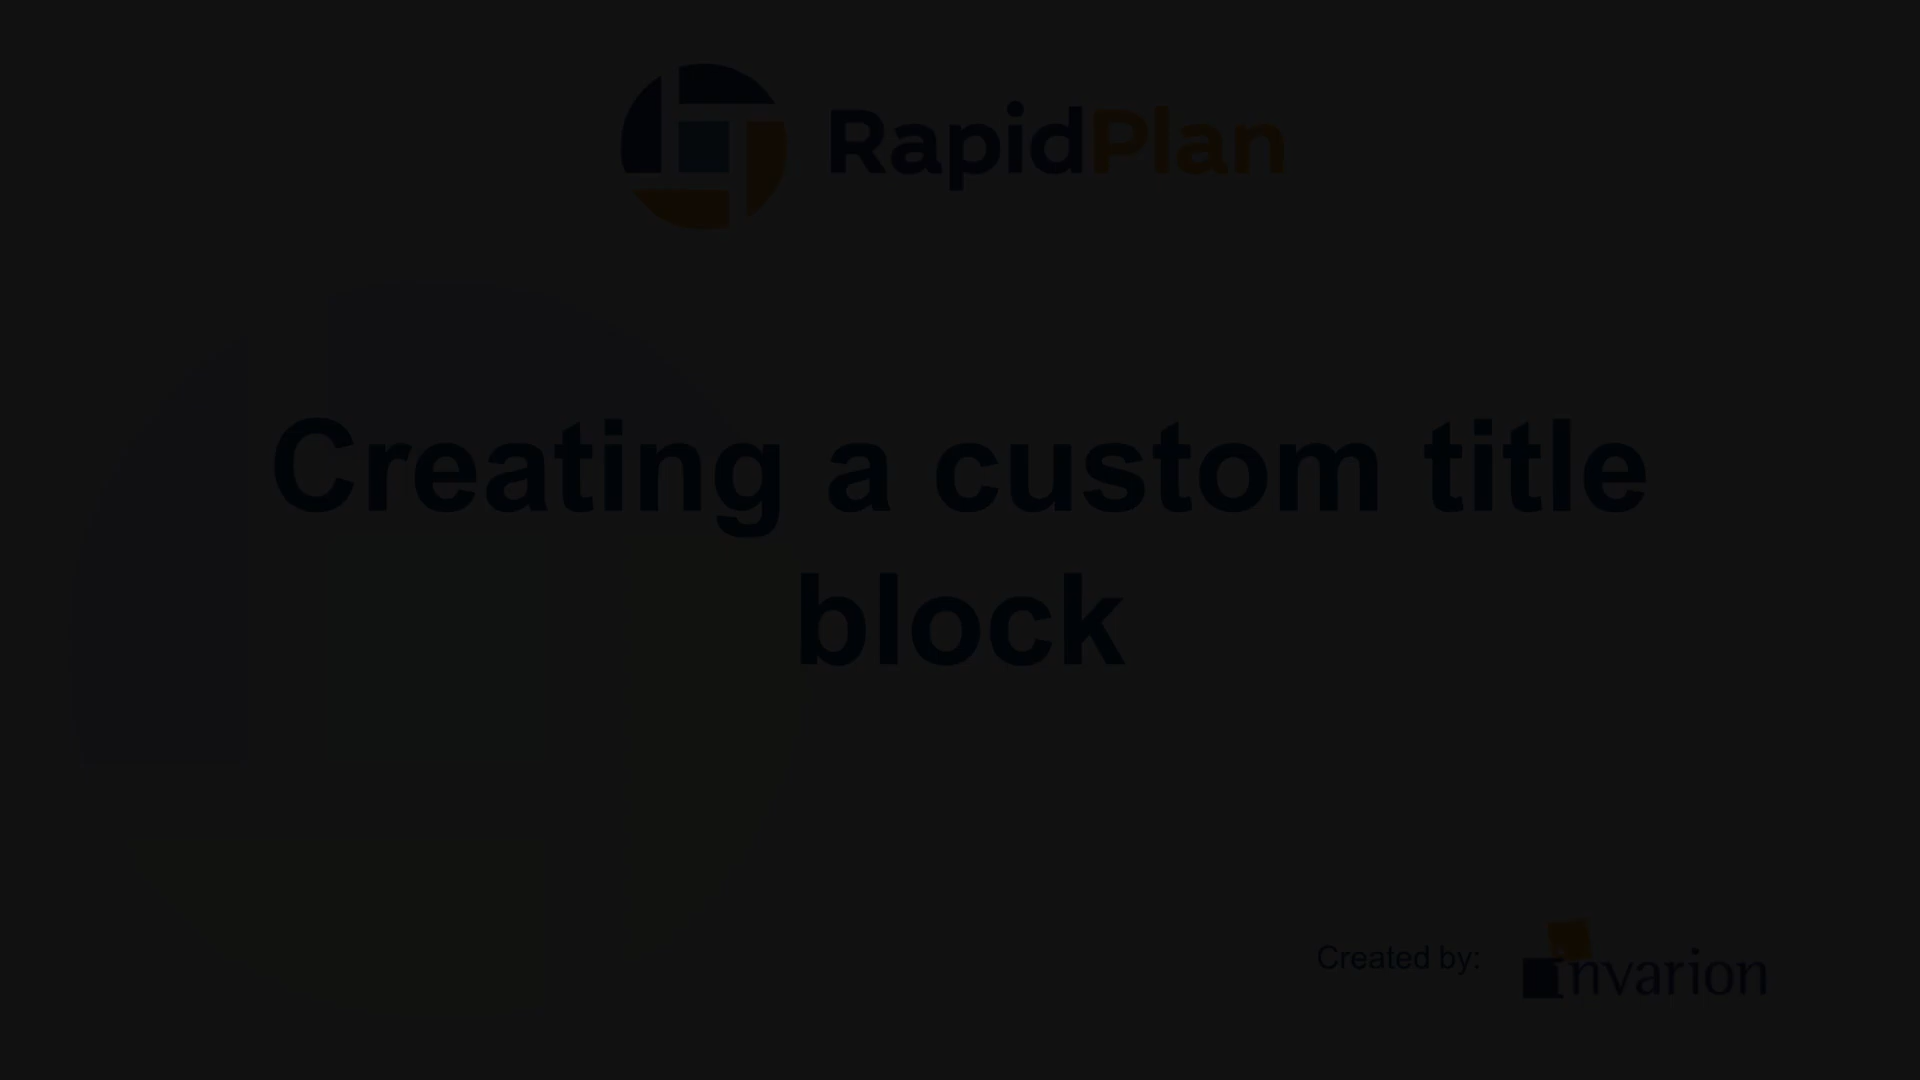 RapidPlan
Creating a custom title
block
Created by:
invarion